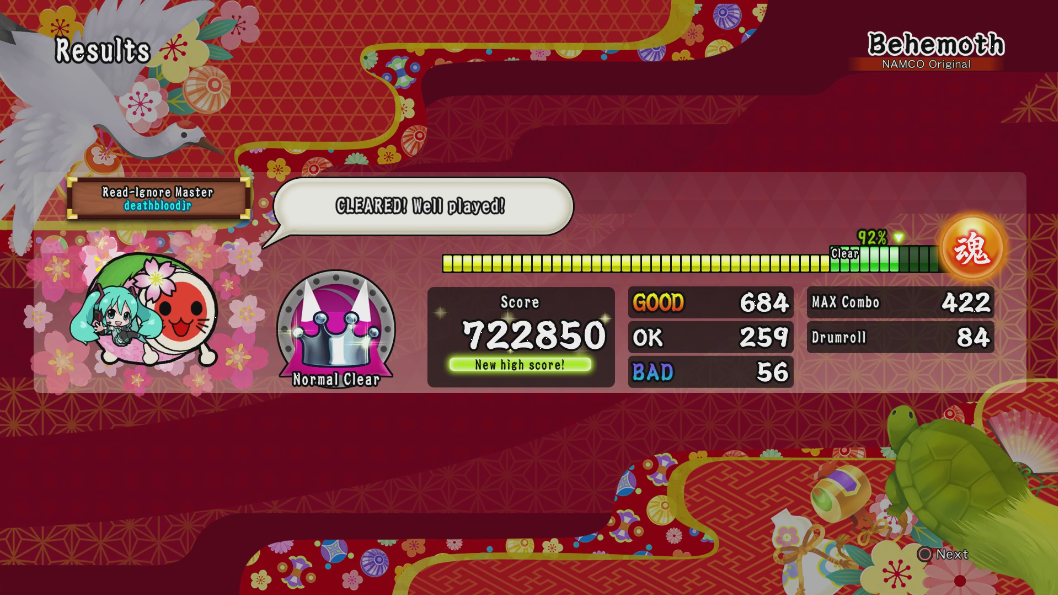 Results
Behemoth
NAMCO Original
Read-Ignore Master
deathbloodjr
CLEARED! Well played!
92%
Clear
魂
Normal Clear
Score
722850
New high score!
GOOD 684
OK 259
BAD 56
MAX Combo 422
Drumroll 84
Next